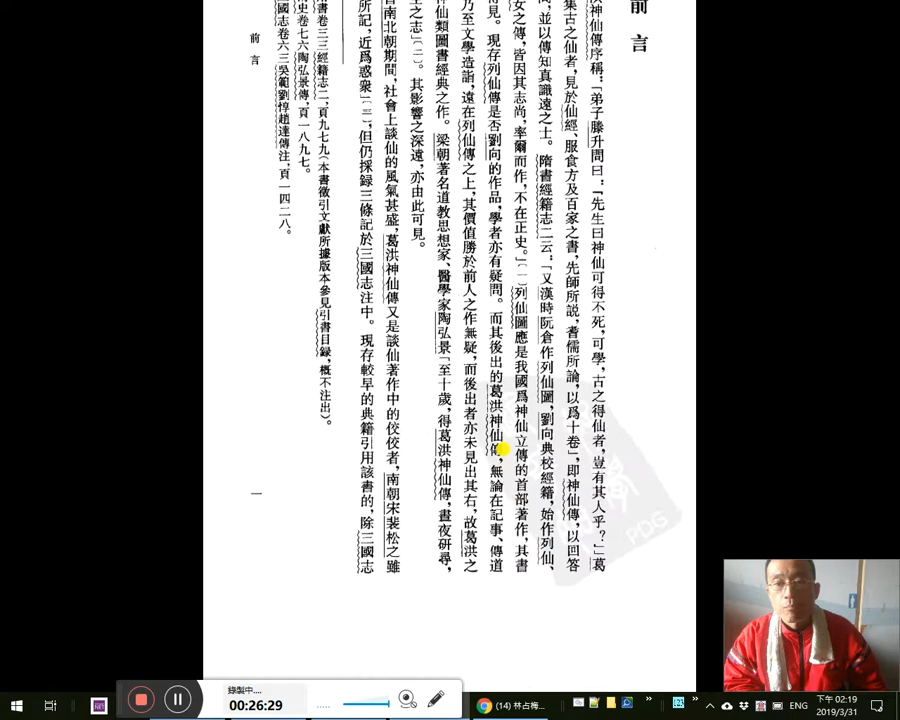 前言
洪神仙傳序稱：「弟子滕升問曰：『先生曰神仙可得不死，可學，古之得仙者，豈有其人乎？』」葛
集古之仙者，見於仙經、服食方及百家之書，先師所説，耆儒所論，以爲十卷」，即神仙傳，以回答
問，並以傳知真識遠之士。隋書經籍志二云：「又漢時阮倉作列仙圖，劉向典校經籍，始作列仙、
女之傳，皆因其志尚，率爾而作，不在正史。」〔一〕列仙圖應是我國爲神仙立傳的首部著作，其書
得見。現存列仙傳是否劉向的作品，學者亦有疑問。而其後出的葛洪神仙傳，無論在記事、傳道
乃至文學造詣，遠在列仙傳之上，其價值勝於前人之作無疑，而後出者亦未見出其右，故葛洪之
神仙類圖書經典之作。梁朝著名道教思想家、醫學家陶弘景「至十歲，得葛洪神仙傳，晝夜研尋，
生之志」〔二〕。其影響之深遠，亦由此可見。
晉南北朝期間，社會上談仙的風氣甚盛，葛洪神仙傳又是談仙著作中的佼佼者，南朝宋裴松之雖
所記，近爲惑衆」〔三〕，但仍採録三條記於三國志注中。現存較早的典籍引用該書的，除三國志
書卷三三經籍志二，頁九七九（本書徵引文獻所據版本參見引書目録，概不注出）。
史卷七六陶弘景傳，頁一八九七。
國志卷六三吳範劉惇趙達傳注，頁一四二八。
前言
一
PDG
錄製中....
00:26:29
(14) 林占梅...
ENG
下午 02:19
2019/3/31